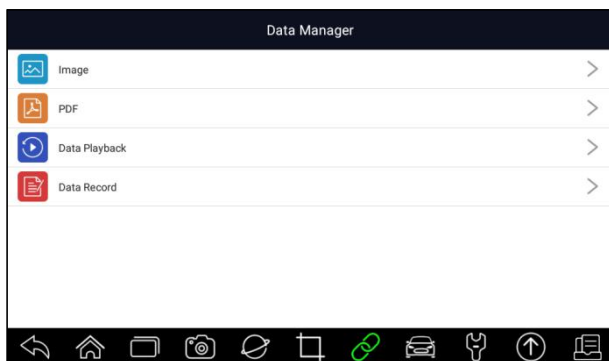 Data Manager
Image
PDF
Data Playback
Data Record